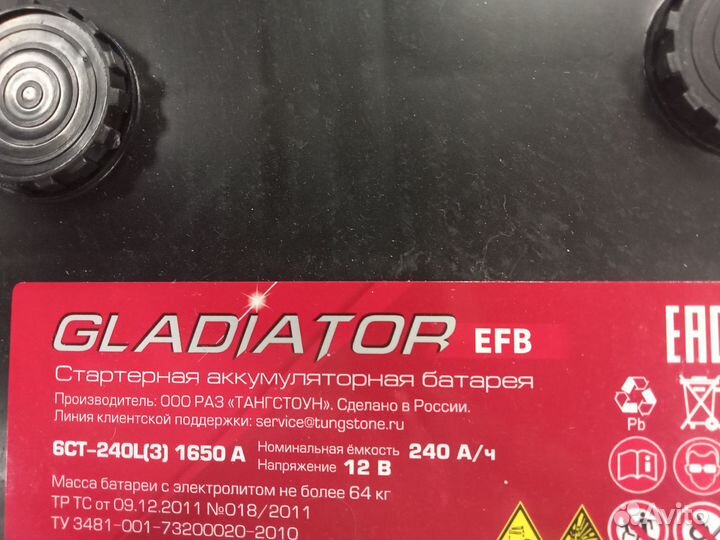 GLADIATOR EFB
EAC
Стартерная аккумуляторная батарея
Производитель: ООО РАЗ «ТАНГСТОУН». Сделано в России.
Линия клиентской поддержки: service@tungstone.ru
Pb
6СТ-240L(3) 1650 А
Номинальная ёмкость 240 А/ч
Напряжение 12 В
Масса батареи с электролитом не более 64 кг
ТР ТС от 09.12.2011 №018/2011
ТУ 3481-001-73200020-2010
Avito